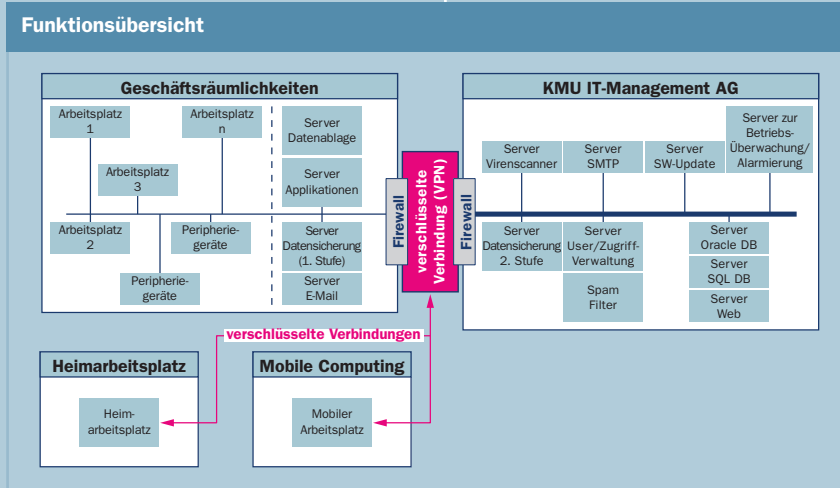 Funktionsübersicht
Geschäftsräumlichkeiten
Arbeitsplatz
1
Arbeitsplatz
n
Arbeitsplatz
3
Arbeitsplatz
2
Peripherie-
geräte
Peripherie-
geräte
Server
Datenablage
Server
Applikationen
Server
Datensicherung
(1. Stufe)
Server
E-Mail
Firewall
verschlüsselte
Verbindung (VPN)
Firewall
KMU IT-Management AG
Server
Virenscanner
Server
SMTP
Server
SW-Update
Server zur
Betriebs-
Überwachung/
Alarmierung
Server
Datensicherung
2. Stufe
Server
User/Zugriff-
Verwaltung
Spam
Filter
Server
Oracle DB
Server
SQL DB
Server
Web
verschlüsselte Verbindungen
Heimarbeitsplatz
Heim-
arbeitsplatz
Mobile Computing
Mobiler
Arbeitsplatz